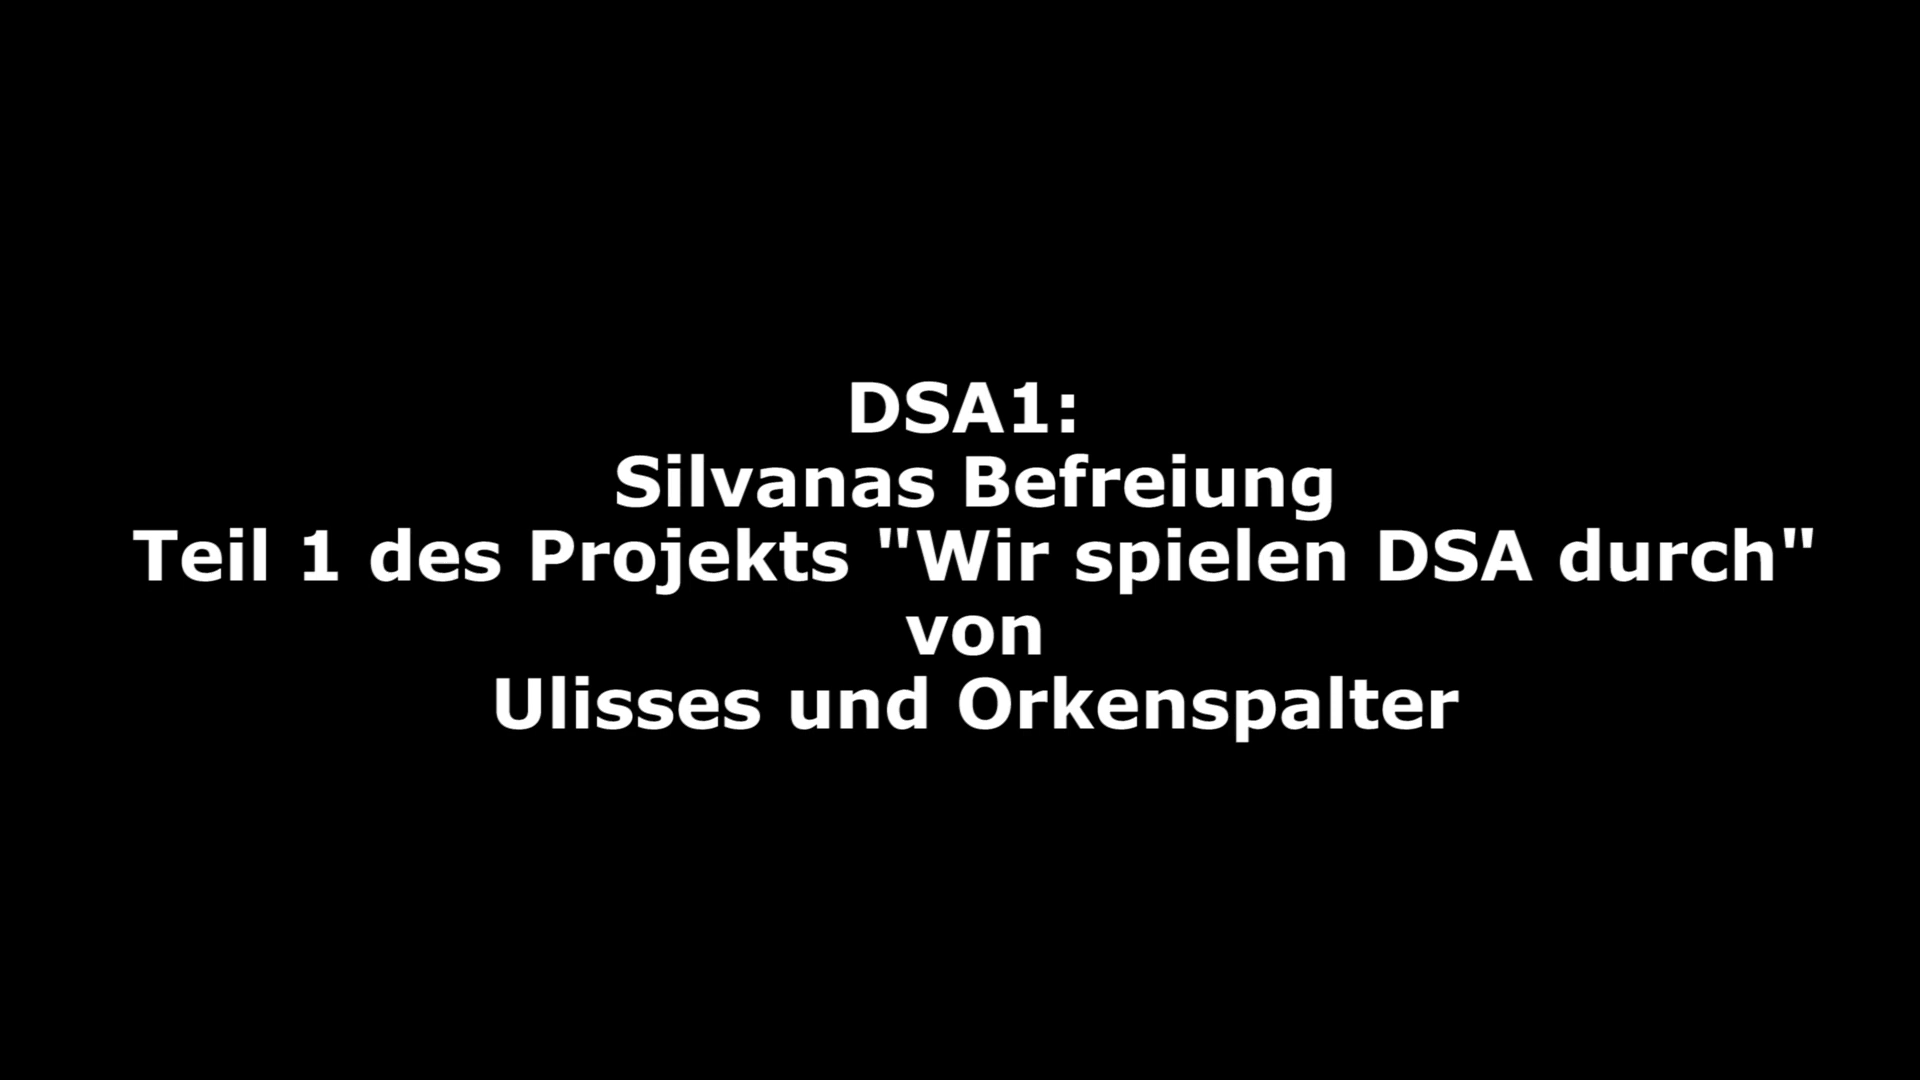 DSA1:
Silvanas Befreiung
Teil 1 des Projekts "Wir spielen DSA durch"
von
Ulisses und Orkenspalter